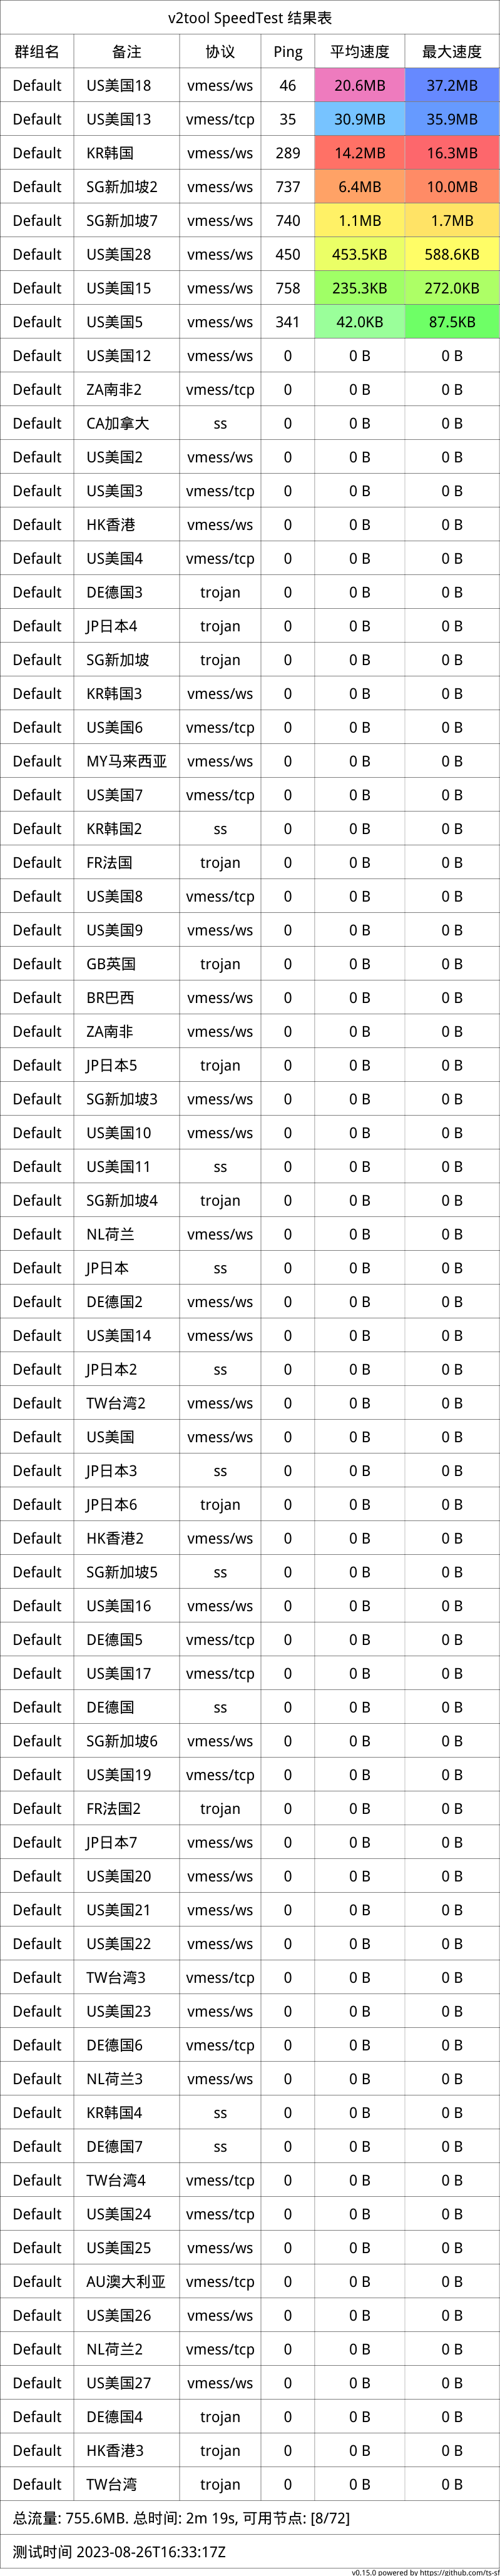 v2tool SpeedTest 结果表
群组名 备注 协议 Ping 平均速度 最大速度
Default US美国18 vmess/ws 46 20.6MB 37.2MB
Default US美国13 vmess/tcp 35 30.9MB 35.9MB
Default KR韩国 vmess/ws 289 14.2MB 16.3MB
Default SG新加坡2 vmess/ws 737 6.4MB 10.0MB
Default SG新加坡7 vmess/ws 740 1.1MB 1.7MB
Default US美国28 vmess/ws 450 453.5KB 588.6KB
Default US美国15 vmess/ws 758 235.3KB 272.0KB
Default US美国5 vmess/ws 341 42.0KB 87.5KB
Default US美国12 vmess/ws 0 0 B 0 B
Default ZA南非2 vmess/tcp 0 0 B 0 B
Default CA加拿大 ss 0 0 B 0 B
Default US美国2 vmess/ws 0 0 B 0 B
Default US美国3 vmess/tcp 0 0 B 0 B
Default HK香港 vmess/ws 0 0 B 0 B
Default US美国4 vmess/tcp 0 0 B 0 B
Default DE德国3 trojan 0 0 B 0 B
Default JP日本4 trojan 0 0 B 0 B
Default SG新加坡 trojan 0 0 B 0 B
Default KR韩国3 vmess/ws 0 0 B 0 B
Default US美国6 vmess/tcp 0 0 B 0 B
Default MY马来西亚 vmess/ws 0 0 B 0 B
Default US美国7 vmess/tcp 0 0 B 0 B
Default KR韩国2 ss 0 0 B 0 B
Default FR法国 trojan 0 0 B 0 B
Default US美国8 vmess/tcp 0 0 B 0 B
Default US美国9 vmess/ws 0 0 B 0 B
Default GB英国 trojan 0 0 B 0 B
Default BR巴西 vmess/ws 0 0 B 0 B
Default ZA南非 vmess/ws 0 0 B 0 B
Default JP日本5 trojan 0 0 B 0 B
Default SG新加坡3 vmess/ws 0 0 B 0 B
Default US美国10 vmess/ws 0 0 B 0 B
Default US美国11 ss 0 0 B 0 B
Default SG新加坡4 trojan 0 0 B 0 B
Default NL荷兰 vmess/ws 0 0 B 0 B
Default JP日本 ss 0 0 B 0 B
Default DE德国2 vmess/ws 0 0 B 0 B
Default US美国14 vmess/ws 0 0 B 0 B
Default JP日本2 ss 0 0 B 0 B
Default TW台湾2 vmess/ws 0 0 B 0 B
Default US美国 vmess/ws 0 0 B 0 B
Default JP日本3 ss 0 0 B 0 B
Default JP日本6 trojan 0 0 B 0 B
Default HK香港2 vmess/ws 0 0 B 0 B
Default SG新加坡5 ss 0 0 B 0 B
Default US美国16 vmess/ws 0 0 B 0 B
Default DE德国5 vmess/tcp 0 0 B 0 B
Default US美国17 vmess/tcp 0 0 B 0 B
Default DE德国 ss 0 0 B 0 B
Default SG新加坡6 vmess/ws 0 0 B 0 B
Default US美国19 vmess/tcp 0 0 B 0 B
Default FR法国2 trojan 0 0 B 0 B
Default JP日本7 vmess/ws 0 0 B 0 B
Default US美国20 vmess/ws 0 0 B 0 B
Default US美国21 vmess/ws 0 0 B 0 B
Default US美国22 vmess/ws 0 0 B 0 B
Default TW台湾3 vmess/tcp 0 0 B 0 B
Default US美国23 vmess/ws 0 0 B 0 B
Default DE德国6 vmess/tcp 0 0 B 0 B
Default NL荷兰3 vmess/ws 0 0 B 0 B
Default KR韩国4 ss 0 0 B 0 B
Default DE德国7 ss 0 0 B 0 B
Default TW台湾4 vmess/tcp 0 0 B 0 B
Default US美国24 vmess/tcp 0 0 B 0 B
Default US美国25 vmess/ws 0 0 B 0 B
Default AU澳大利亚 vmess/tcp 0 0 B 0 B
Default US美国26 vmess/ws 0 0 B 0 B
Default NL荷兰2 vmess/tcp 0 0 B 0 B
Default US美国27 vmess/ws 0 0 B 0 B
Default DE德国4 trojan 0 0 B 0 B
Default HK香港3 trojan 0 0 B 0 B
Default TW台湾 trojan 0 0 B 0 B
总流量: 755.6MB. 总时间: 2m 19s, 可用节点: [8/72]
测试时间 2023-08-26T16:33:17Z
v0.15.0 powered by https://github.com/ts-sl